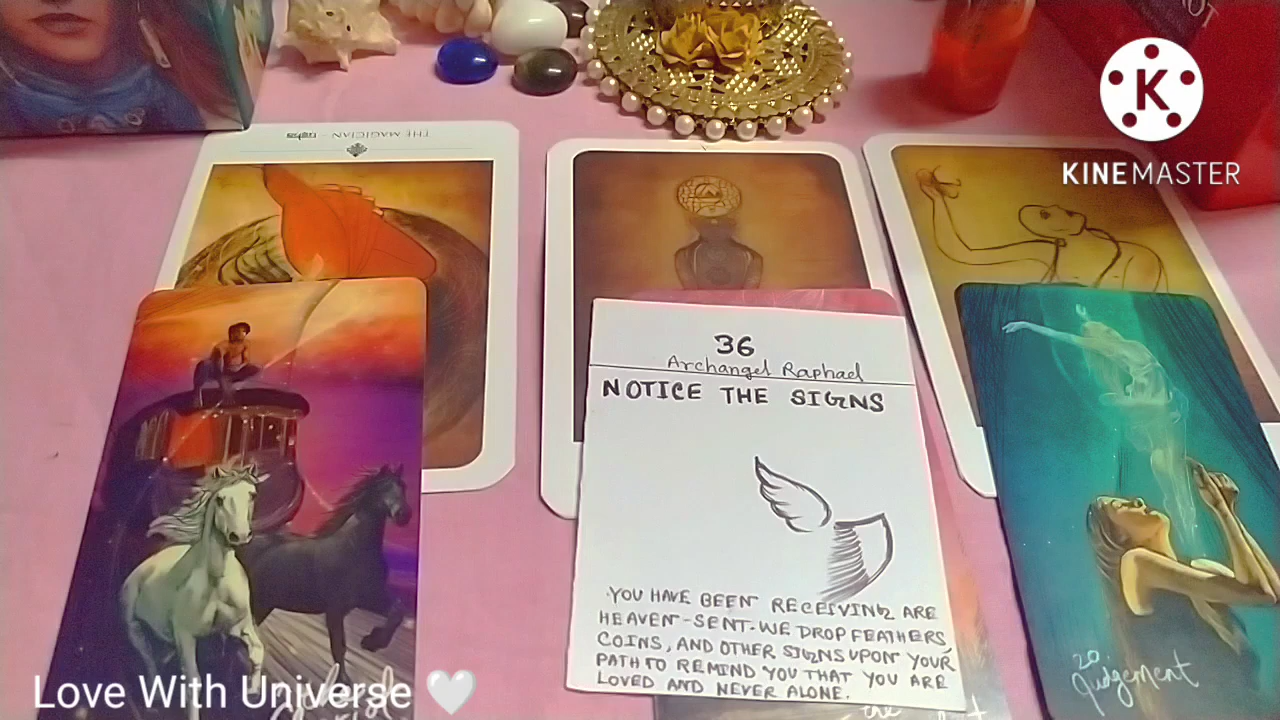 OT
K
KINEMASTER
THE MAGICIAN -
36
Archangel Raphael
NOTICE THE SIGNS
YOU HAVE BEEN RECEIVING ARE
HEAVEN-SENT. WE DROP FEATHERS,
COINS, AND OTHER SIGNS UPON YOUR
PATH TO REMIND YOU THAT YOU ARE
LOVED AND NEVER ALONE.
20
Judgement
the
Love With Universe